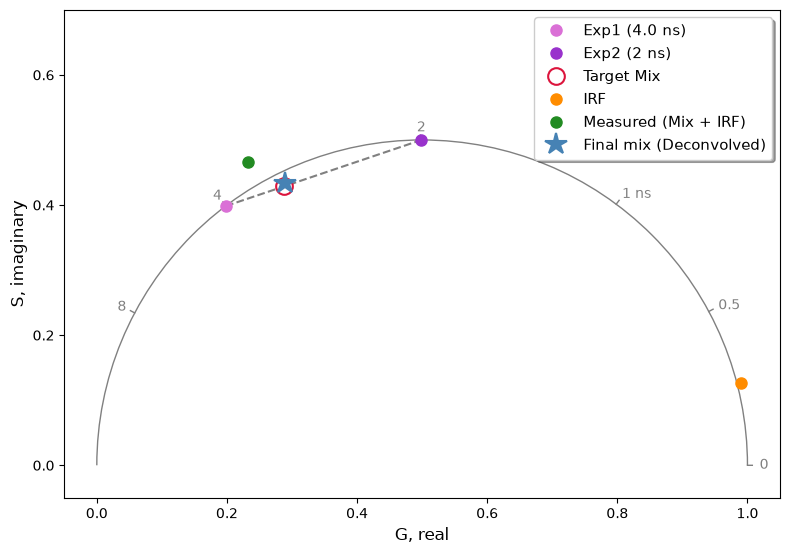 Exp1 (4.0 ns)
Exp2 (2 ns)
Target Mix
IRF
Measured (Mix + IRF)
Final mix (Deconvolved)
2
4
1 ns
8
0.5
0
0.6
0.4
0.2
0.0
S, imaginary
0.0
0.2
0.4
0.6
0.8
1.0
G, real